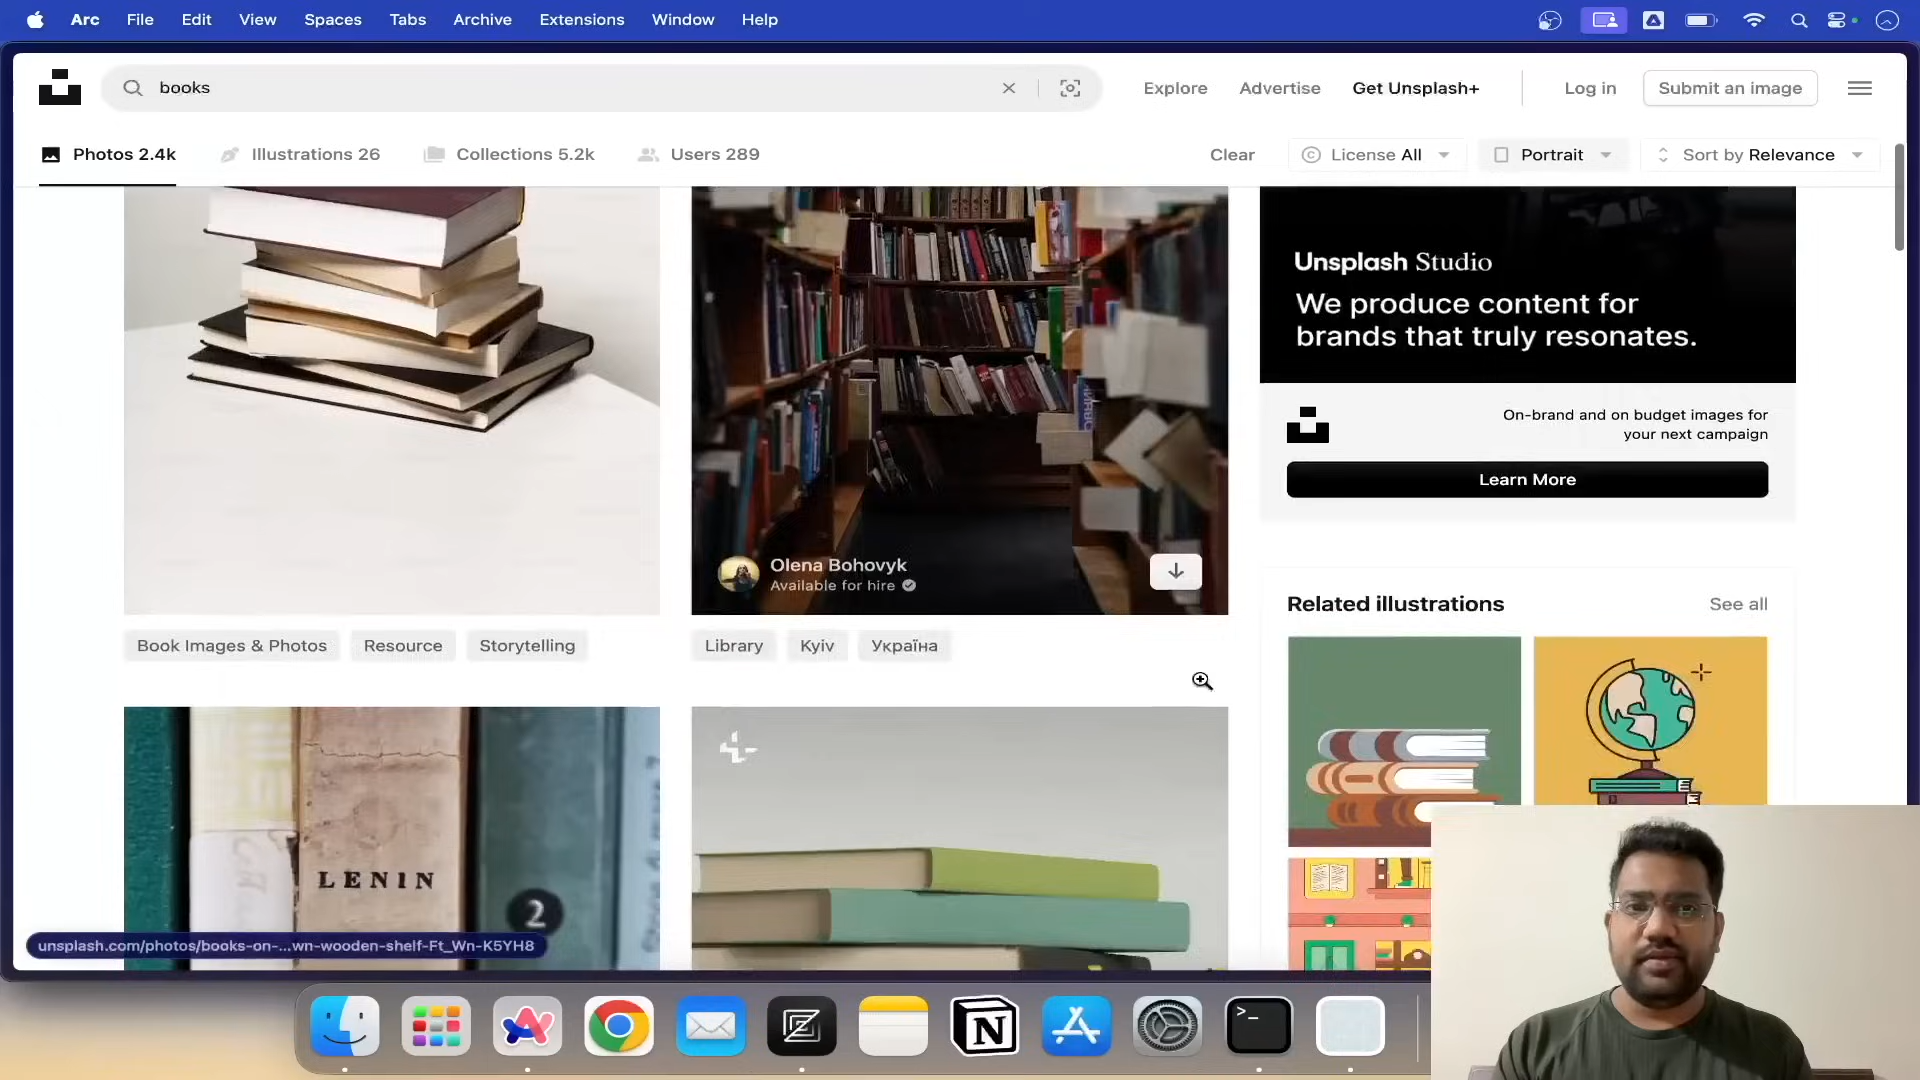 Arc File Edit View Spaces Tabs Archive Extensions Window Help
books
Explore Advertise Get Unsplash+ Log in Submit an image
Photos 2.4k Illustrations 26 Collections 5.2k Users 289 Clear License All Portrait Sort by Relevance
Unsplash Studio
We produce content for
brands that truly resonates.
On-brand and on budget images for
your next campaign
Learn More
Olena Bohovyk
Available for hire
Related illustrations See all
Book Images & Photos Resource Storytelling Library Kyiv Україна
LENIN
2
unsplash.com/photos/books-on-...wn-wooden-shelf-Ft_Wn-K5YH8